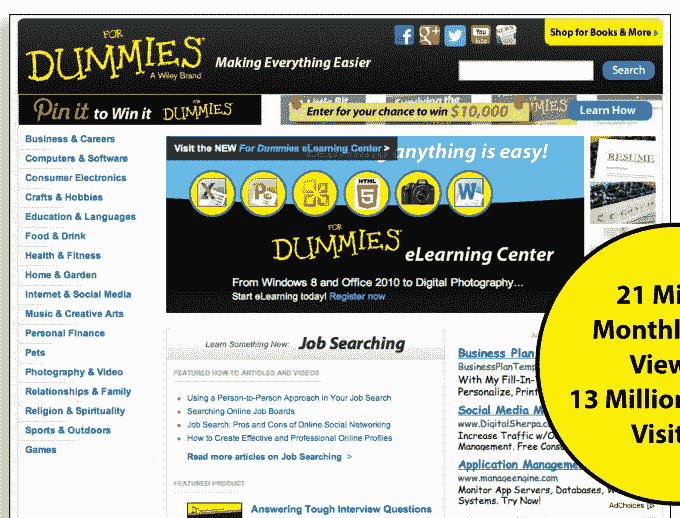 FOR
DUMMIES
A Wiley Brand
Making Everything Easier
You
NEWS
Shop for Books & More
Search
Pin it to Win it DUMMIES
Enter for your chance to win $10,000
Learn How
Business & Careers
Computers & Software
Consumer Electronics
Crafts & Hobbies
Education & Languages
Food & Drink
Health & Fitness
Home & Garden
Internet & Social Media
Music & Creative Arts
Personal Finance
Pets
Photography & Video
Relationships & Family
Religion & Spirituality
Sports & Outdoors
Games
Visit the NEW For Dummies eLearning Center >
anything is easy!
HTML
5
W
FOR
DUMMIES
eLearning Center
From Windows 8 and Office 2010 to Digital Photography...
Start eLearning today! Register now
RESUME
Learn Something New: Job Searching
FEATURED HOW-TO ARTICLES AND VIDEOS
Using a Person-to-Person Approach in Your Job Search
Searching Online Job Boards
Job Search: Pros and Cons of Online Social Networking
How to Create Effective and Professional Online Profiles
Read more articles on Job Searching >
FEATURED PRODUCT
Answering Tough Interview Questions
Business Plan
BusinessPlanTemp
With My Fill-In-
Personalize, Print
Social Media M
www.DigitalSherpa.c
Increase Traffic w/O
Management. Free Cons
Application Manageme
www.manageengine.com
Monitor App Servers, Databases, W
Systems. Try Now!
AdChoices
21 Mi
Monthl
View
13 Million
Visit